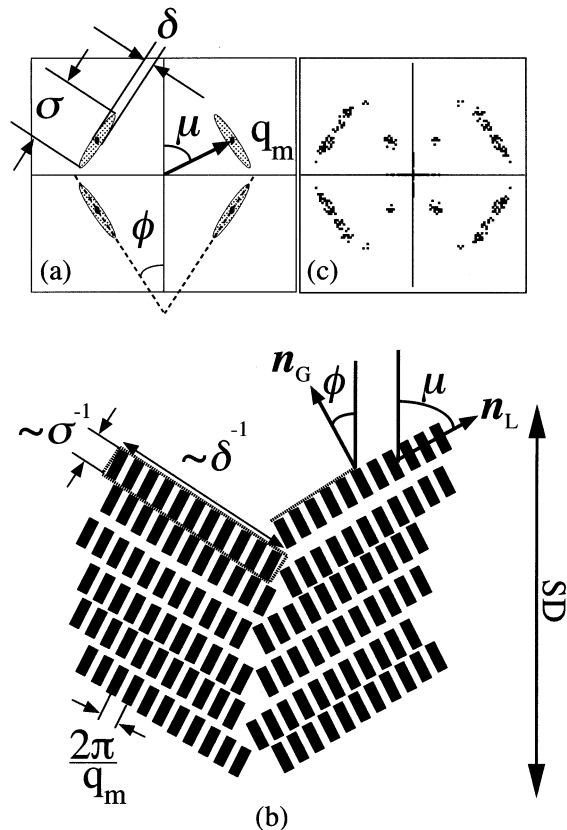 δ
σ
μ
q_m
ϕ
(a)
(c)
n_G
ϕ
μ
n_L
~σ^-1
~δ^-1
SD
2π
q_m
(b)